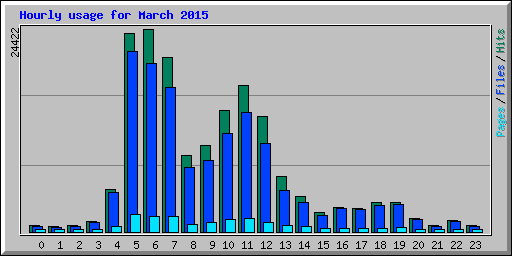 Hourly usage for March 2015
24422
Pages / Files / Hits
0 1 2 3 4 5 6 7 8 9 10 11 12 13 14 15 16 17 18 19 20 21 22 23